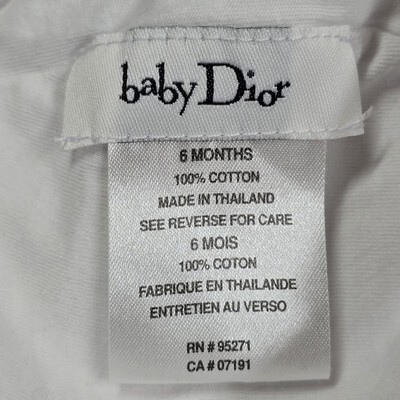 baby Dior
6 MONTHS
100% COTTON
MADE IN THAILAND
SEE REVERSE FOR CARE
6 MOIS
100% COTON
FABRIQUE EN THAILANDE
ENTRETIEN AU VERSO
RN # 95271
CA # 07191